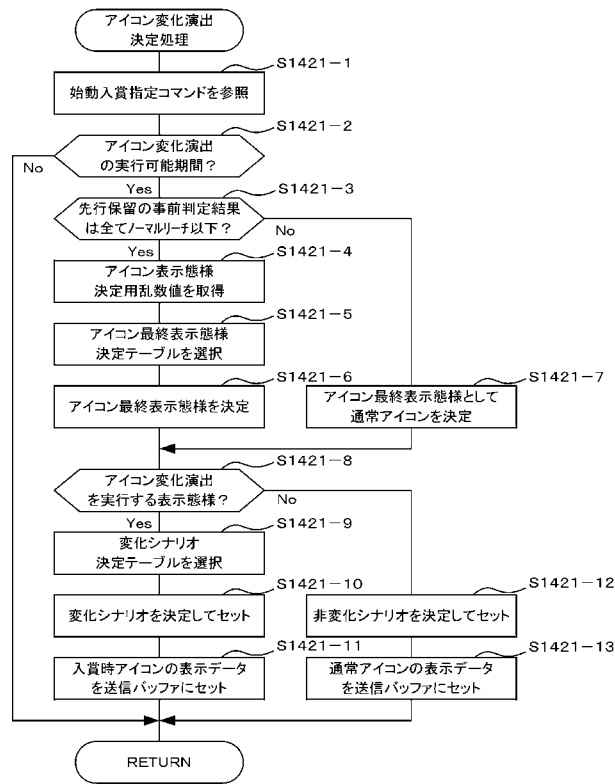 アイコン変化演出
決定処理
S1421-1
始動入賞指定コマンドを参照
S1421-2
アイコン変化演出
の実行可能期間?
No
Yes
S1421-3
先行保留の事前判定結果
は全てノーマルリーチ以下?
No
Yes
S1421-4
アイコン表示態様
決定用乱数値を取得
S1421-5
アイコン最終表示態様
決定テーブルを選択
S1421-6
アイコン最終表示態様を決定
S1421-7
アイコン最終表示態様として
通常アイコンを決定
S1421-8
アイコン変化演出
を実行する表示態様?
No
Yes
S1421-9
変化シナリオ
決定テーブルを選択
S1421-10
変化シナリオを決定してセット
S1421-12
非変化シナリオを決定してセット
S1421-11
入賞時アイコンの表示データ
を送信バッファにセット
S1421-13
通常アイコンの表示データ
を送信バッファにセット
RETURN